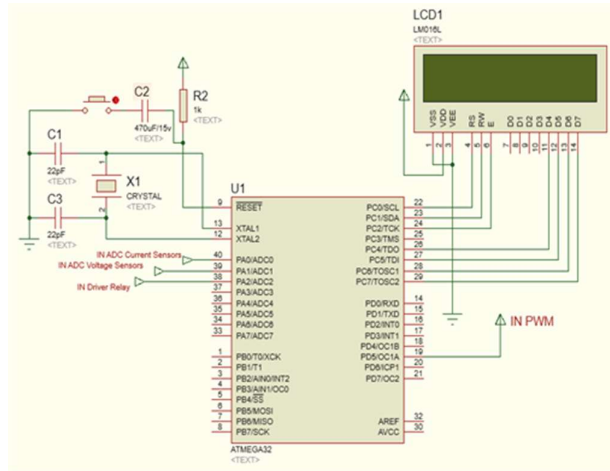 LCD1
LM016L
<TEXT>
VSS
VDD
VEE
RS
RW
E
D0
D1
D2
D3
D4
D5
D6
D7
1
2
3
4
5
6
7
8
9
10
11
12
13
14
C2
470uF/15v
<TEXT>
R2
1k
<TEXT>
C1
22pF
<TEXT>
X1
CRYSTAL
<TEXT>
1
2
C3
22pF
<TEXT>
IN ADC Current Sensors
IN ADC Voltage Sensors
IN Driver Relay
U1
9 RESET
13 XTAL1
12 XTAL2
40 PA0/ADC0
39 PA1/ADC1
38 PA2/ADC2
37 PA3/ADC3
36 PA4/ADC4
35 PA5/ADC5
34 PA6/ADC6
33 PA7/ADC7
1 PB0/T0/XCK
2 PB1/T1
3 PB2/AIN0/INT2
4 PB3/AIN1/OC0
5 PB4/SS
6 PB5/MOSI
7 PB6/MISO
8 PB7/SCK
PC0/SCL 22
PC1/SDA 23
PC2/TCK 24
PC3/TMS 25
PC4/TDO 26
PC5/TDI 27
PC6/TOSC1 28
PC7/TOSC2 29
PD0/RXD 14
PD1/TXD 15
PD2/INT0 16
PD3/INT1 17
PD4/OC1B 18
PD5/OC1A 19
PD6/ICP1 20
PD7/OC2 21
AREF 32
AVCC 30
ATMEGA32
<TEXT>
IN PWM